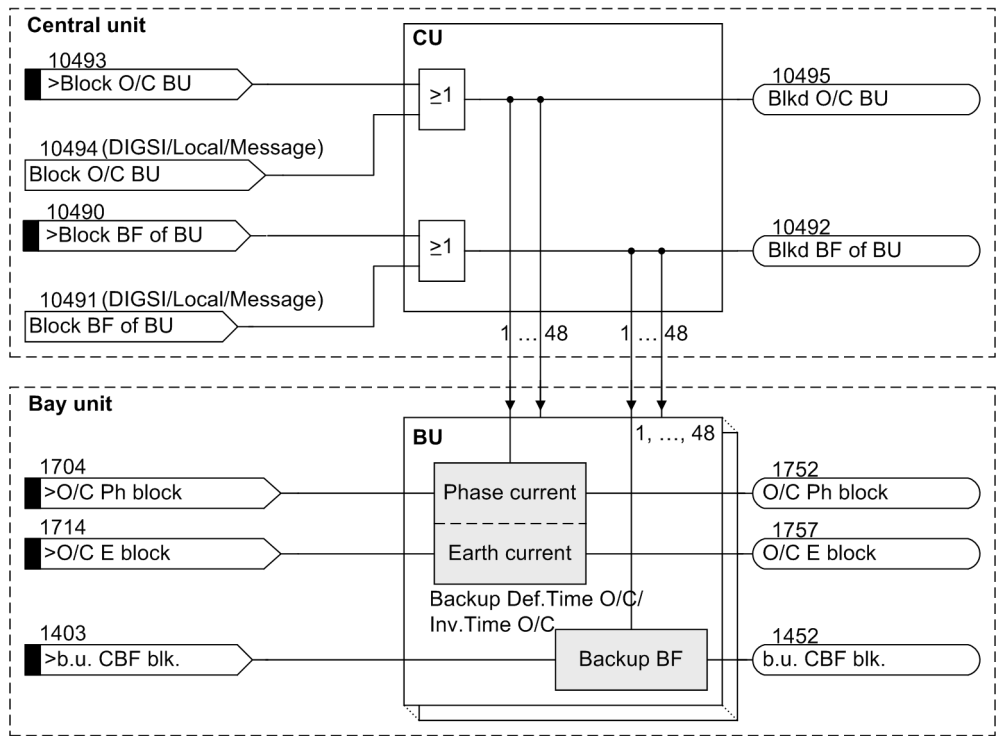 Central unit
CU
10493
>Block O/C BU
≥1
10495
Blkd O/C BU
10494 (DIGSI/Local/Message)
Block O/C BU
10490
>Block BF of BU
≥1
10492
Blkd BF of BU
10491 (DIGSI/Local/Message)
Block BF of BU
1 ... 48
1 ... 48
Bay unit
BU
1, ..., 48
1704
>O/C Ph block
Phase current
1752
O/C Ph block
1714
>O/C E block
Earth current
1757
O/C E block
Backup Def.Time O/C/
Inv.Time O/C
1403
>b.u. CBF blk.
Backup BF
1452
b.u. CBF blk.